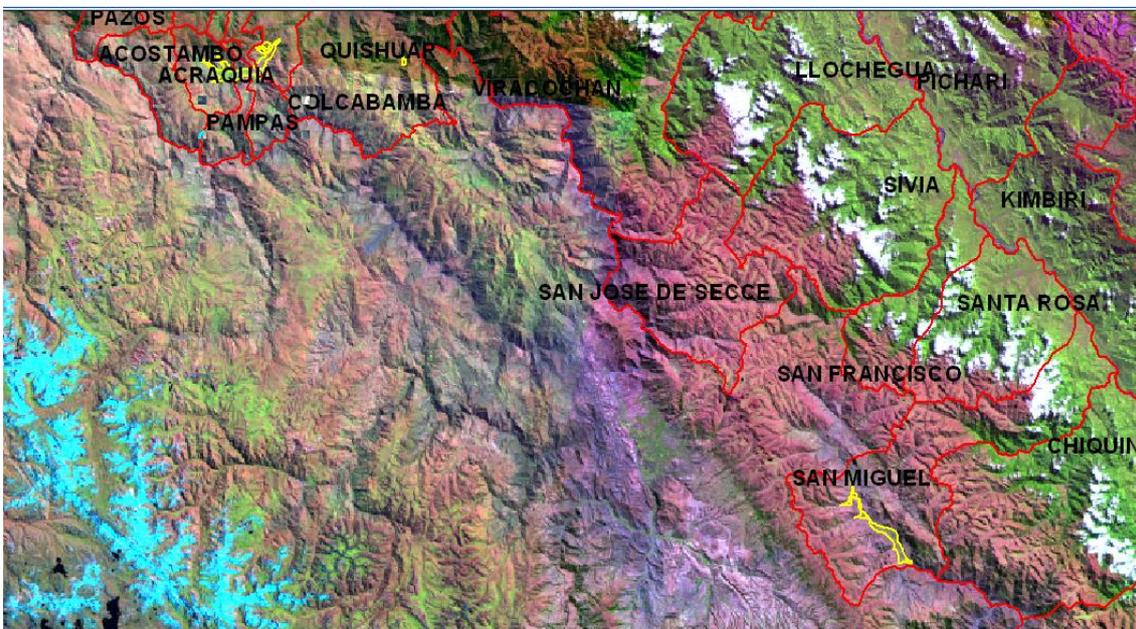 PAZOS
ACOSTAMBO
QUISHUAR
ACRAQUIA
COLCABAMBA
VIRACOCHAN
LLOCHEGUA
PICHARI
PAMPAS
SIVIA
KIMBIRI
SAN JOSE DE SECCE
SANTA ROSA
SAN FRANCISCO
CHIQUIN
SAN MIGUEL